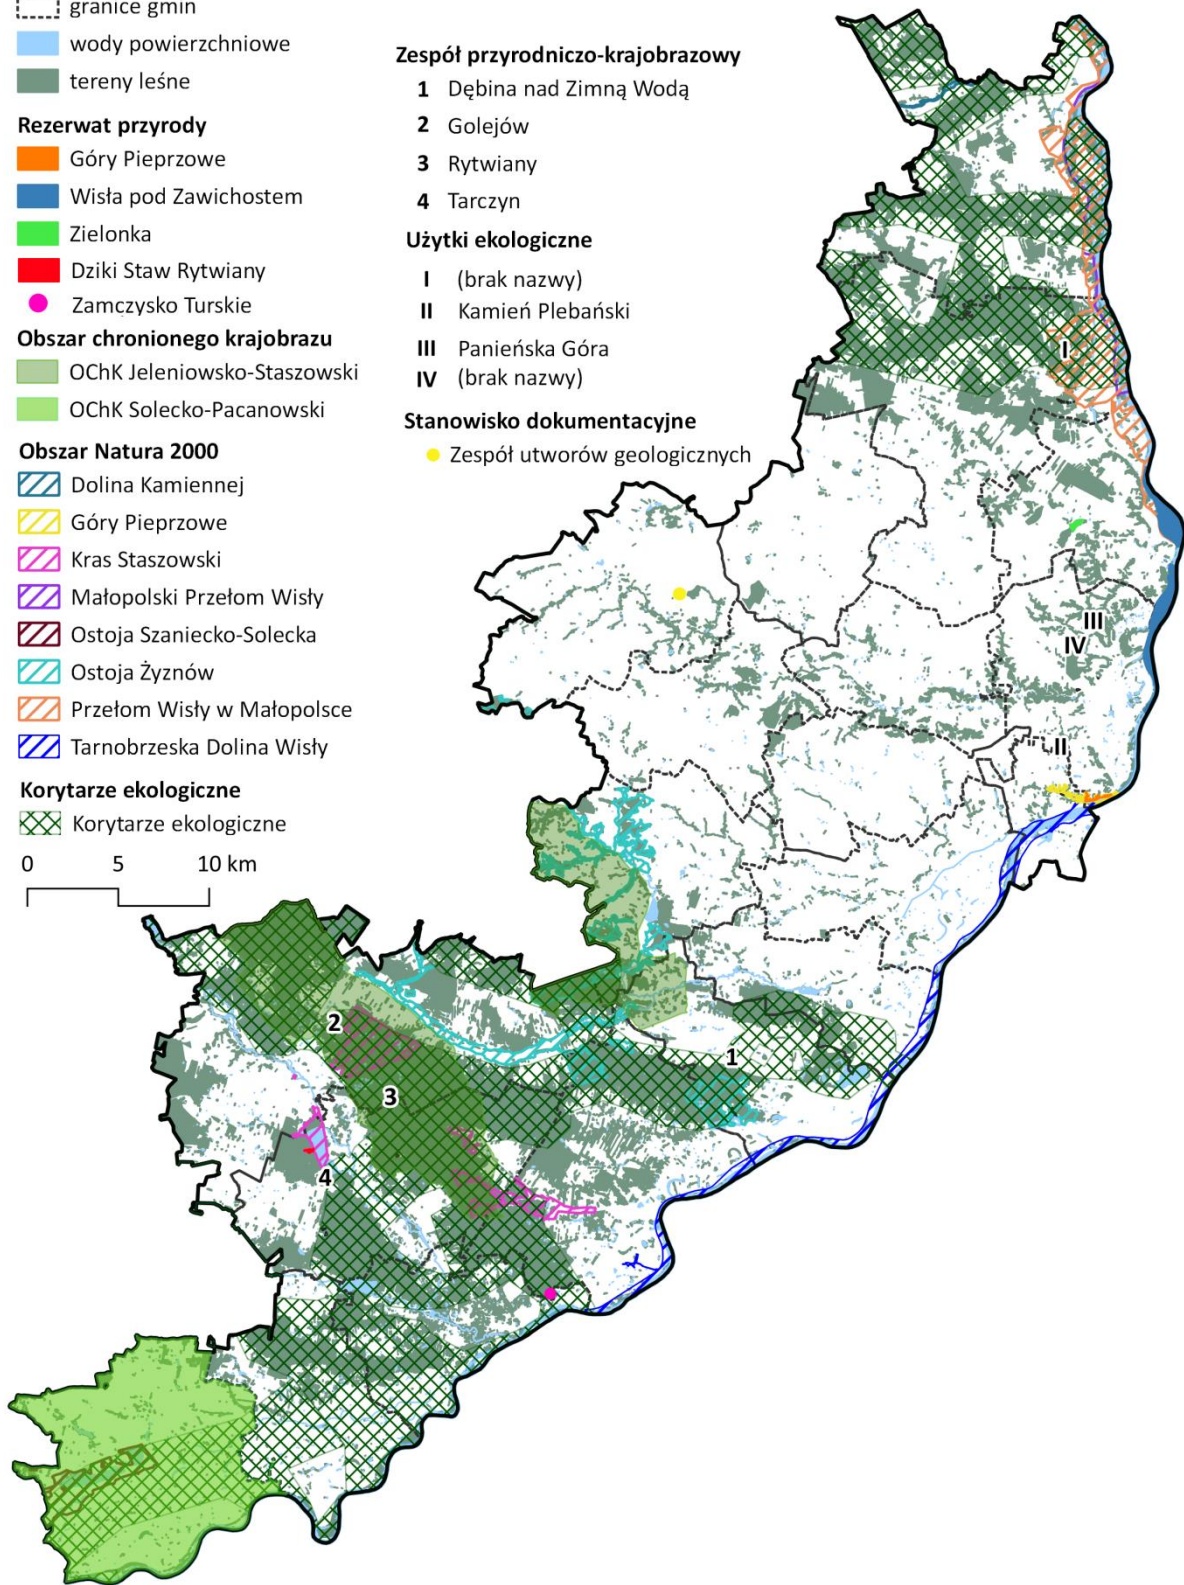 granice gmin
wody powierzchniowe
tereny leśne
Rezerwat przyrody
Góry Pieprzowe
Wisła pod Zawichostem
Zielonka
Dziki Staw Rytwiany
Zamczysko Turskie
Obszar chronionego krajobrazu
OChK Jeleniowsko-Staszowski
OChK Solecko-Pacanowski
Obszar Natura 2000
Dolina Kamiennej
Góry Pieprzowe
Kras Staszowski
Małopolski Przełom Wisły
Ostoja Szaniecko-Solecka
Ostoja Żyznów
Przełom Wisły w Małopolsce
Tarnobrzeska Dolina Wisły
Korytarze ekologiczne
Korytarze ekologiczne
0 5 10 km
Zespół przyrodniczo-krajobrazowy
1 Dębina nad Zimną Wodą
2 Golejów
3 Rytwiany
4 Tarczyn
Użytki ekologiczne
I (brak nazwy)
II Kamień Plebański
III Panieńska Góra
IV (brak nazwy)
Stanowisko dokumentacyjne
Zespół utworów geologicznych
I
III
IV
II
2
1
3
4